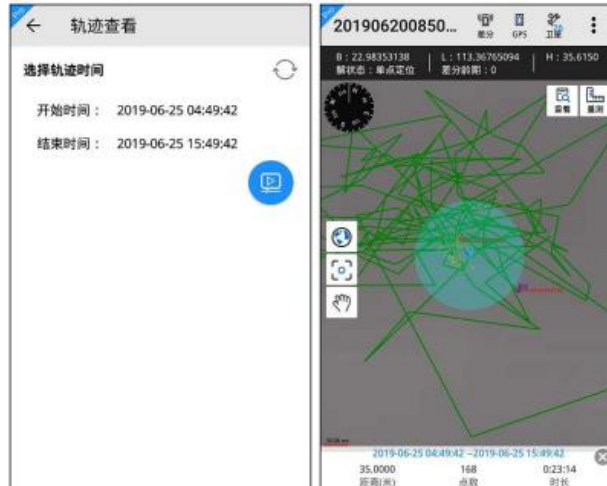 Pro
轨迹查看
选择轨迹时间
开始时间： 2019-06-25 04:49:42
结束时间： 2019-06-25 15:49:42
Pro
201906200850...
差分
GPS
卫星
B : 22.98353138
L : 113.36765094
H : 35.6150
解状态 : 单点定位
差分龄期 : 0
2019-06-25 04:49:42 --2019-06-25 15:49:42
35.0000
168
0:23:14
距离(米)
点数
时长